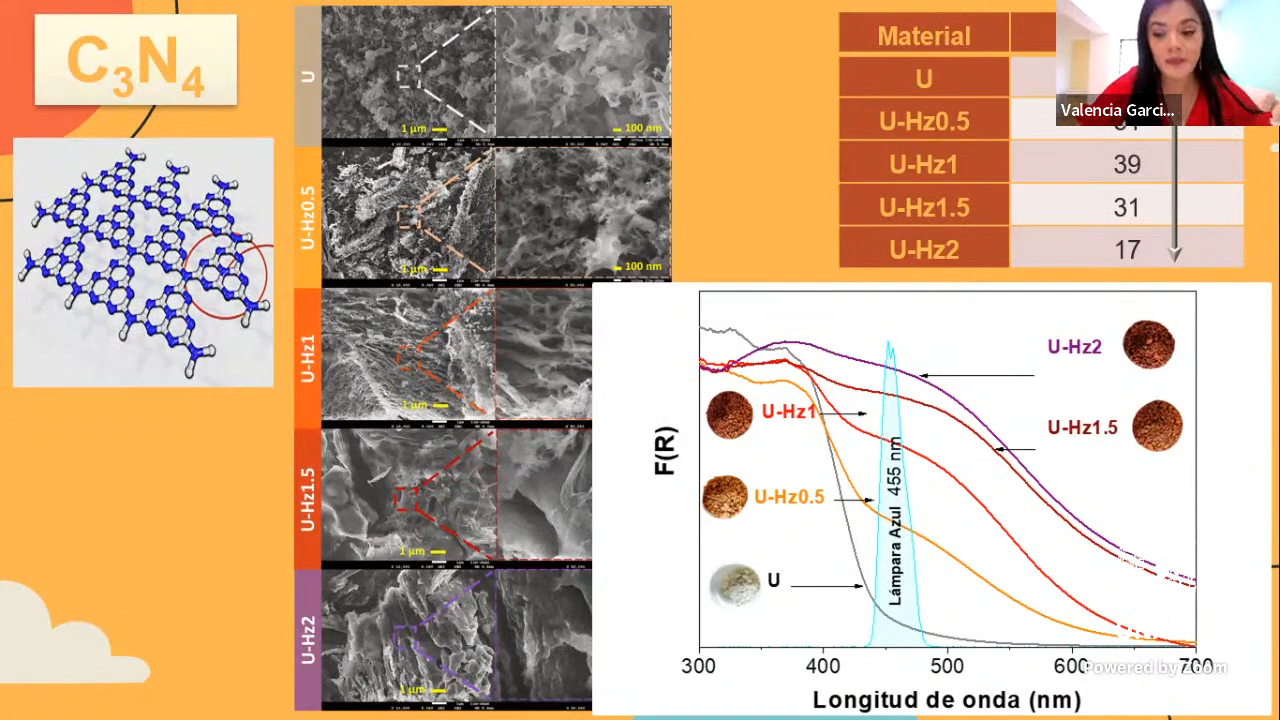 C3N4
U
1 µm
100 nm
U-Hz0.5
1 µm
100 nm
U-Hz1
1 µm
U-Hz1.5
1 µm
U-Hz2
1 µm
Material
U
U-Hz0.5
U-Hz1 39
U-Hz1.5 31
U-Hz2 17
Valencia Garci...
F(R)
U-Hz2
U-Hz1
U-Hz1.5
U-Hz0.5
U
Lámpara Azul 455 nm
300 400 500 600 700
Longitud de onda (nm)
Powered by Zoom